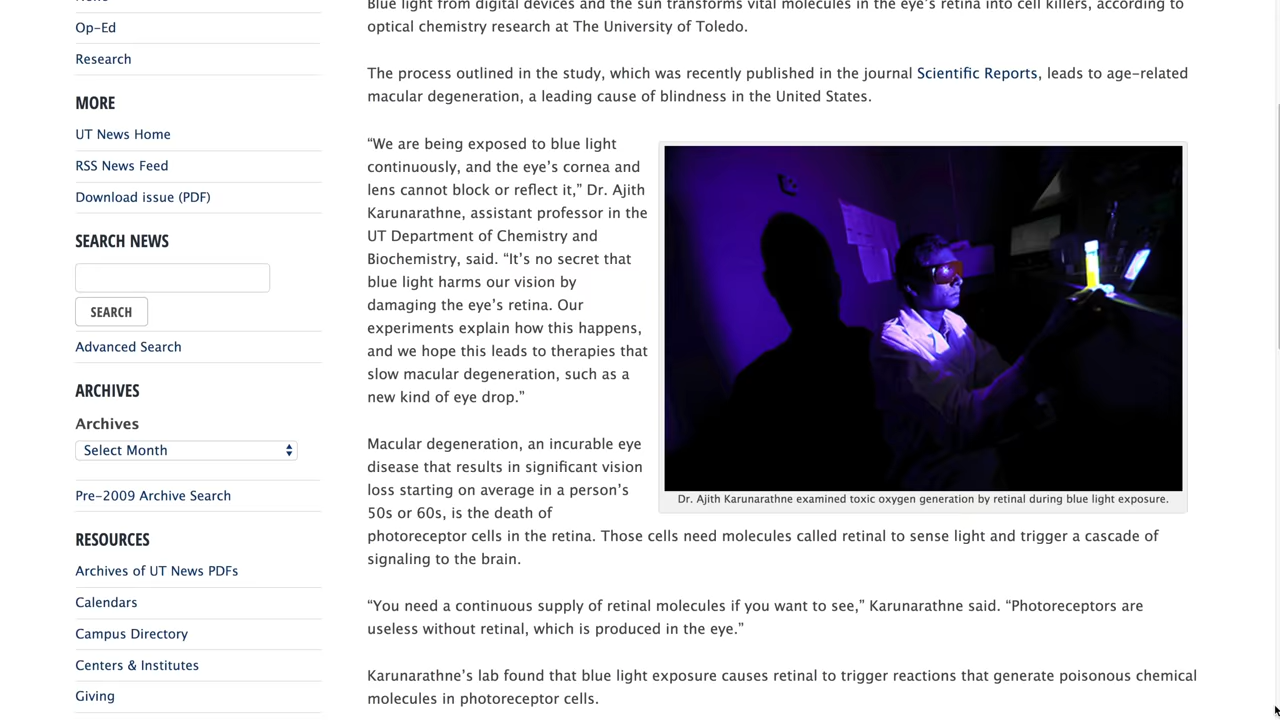 Op-Ed
Research
MORE
UT News Home
RSS News Feed
Download issue (PDF)
SEARCH NEWS
SEARCH
Advanced Search
ARCHIVES
Archives
Select Month
Pre-2009 Archive Search
RESOURCES
Archives of UT News PDFs
Calendars
Campus Directory
Centers & Institutes
Giving
Blue light from digital devices and the sun transforms vital molecules in the eye’s retina into cell killers, according to
optical chemistry research at The University of Toledo.
The process outlined in the study, which was recently published in the journal Scientific Reports, leads to age-related
macular degeneration, a leading cause of blindness in the United States.
“We are being exposed to blue light
continuously, and the eye’s cornea and
lens cannot block or reflect it,” Dr. Ajith
Karunarathne, assistant professor in the
UT Department of Chemistry and
Biochemistry, said. “It’s no secret that
blue light harms our vision by
damaging the eye’s retina. Our
experiments explain how this happens,
and we hope this leads to therapies that
slow macular degeneration, such as a
new kind of eye drop.”
Dr. Ajith Karunarathne examined toxic oxygen generation by retinal during blue light exposure.
Macular degeneration, an incurable eye
disease that results in significant vision
loss starting on average in a person’s
50s or 60s, is the death of
photoreceptor cells in the retina. Those cells need molecules called retinal to sense light and trigger a cascade of
signaling to the brain.
“You need a continuous supply of retinal molecules if you want to see,” Karunarathne said. “Photoreceptors are
useless without retinal, which is produced in the eye.”
Karunarathne’s lab found that blue light exposure causes retinal to trigger reactions that generate poisonous chemical
molecules in photoreceptor cells.